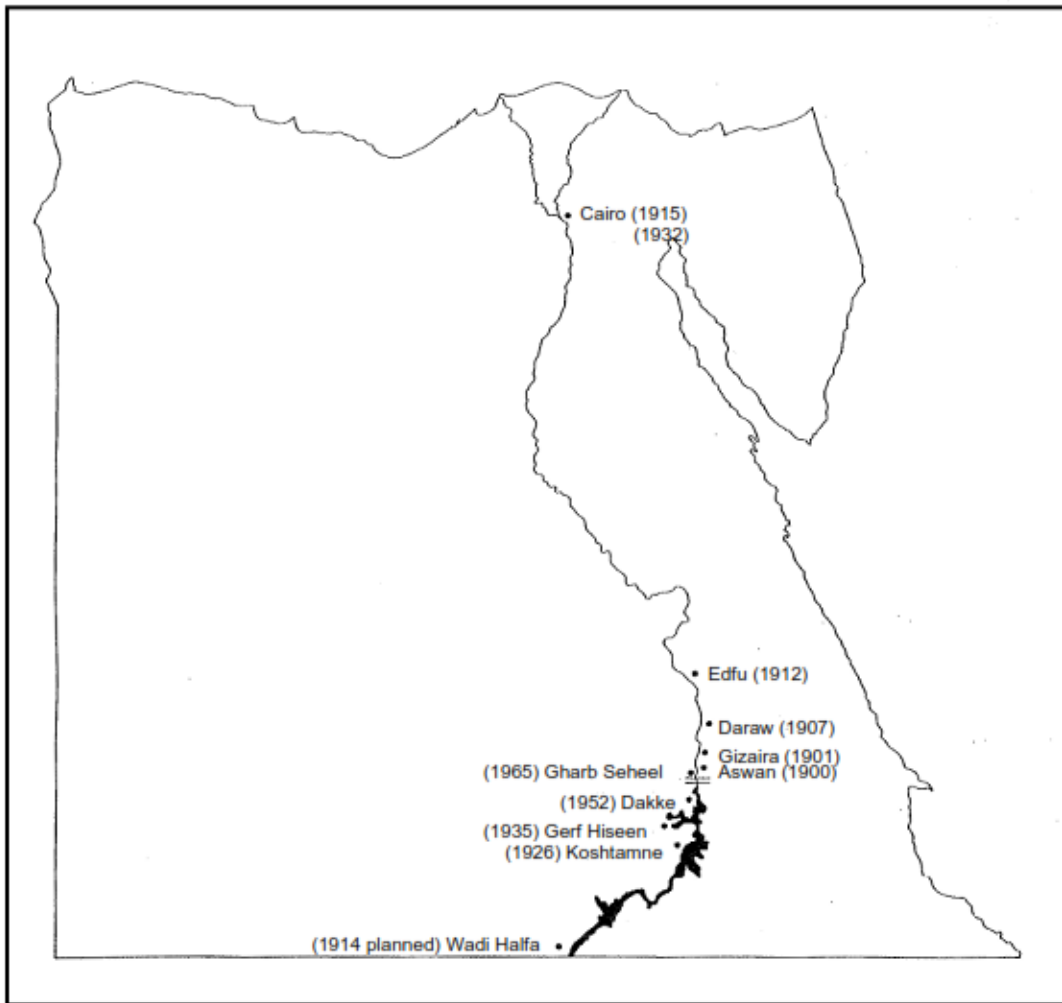 Cairo (1915)
(1932)
Edfu (1912)
Daraw (1907)
Gizaira (1901)
(1965) Gharb Seheel
Aswan (1900)
(1952) Dakke
(1935) Gerf Hiseen
(1926) Koshtamne
(1914 planned) Wadi Halfa